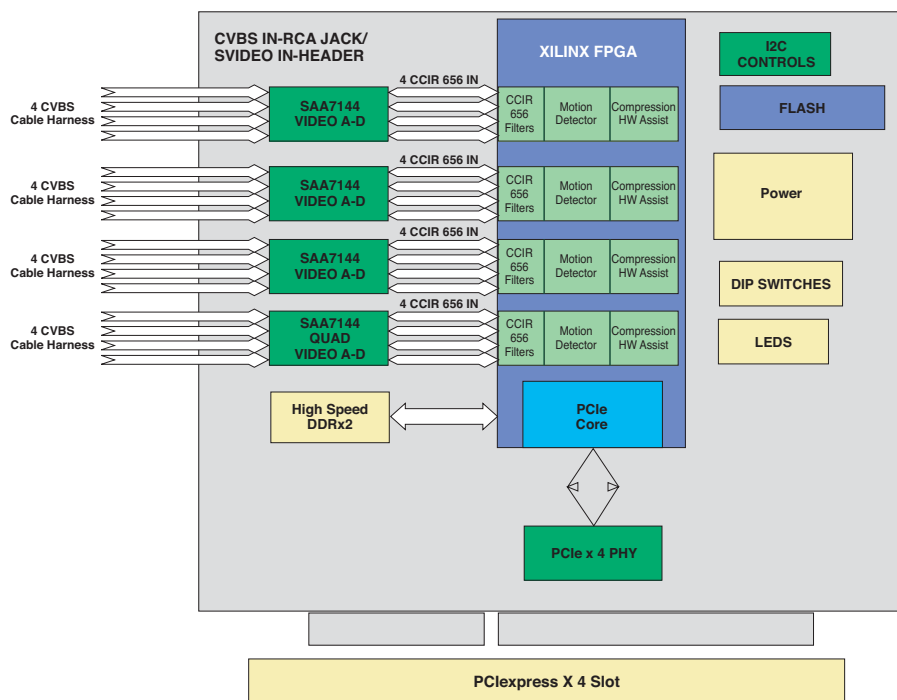 CVBS IN-RCA JACK/
SVIDEO IN-HEADER
XILINX FPGA
I2C
CONTROLS
FLASH
Power
DIP SWITCHES
LEDS
4 CVBS
Cable Harness
SAA7144
VIDEO A-D
4 CCIR 656 IN
CCIR
656
Filters
Motion
Detector
Compression
HW Assist
4 CVBS
Cable Harness
SAA7144
VIDEO A-D
4 CCIR 656 IN
CCIR
656
Filters
Motion
Detector
Compression
HW Assist
4 CVBS
Cable Harness
SAA7144
VIDEO A-D
4 CCIR 656 IN
CCIR
656
Filters
Motion
Detector
Compression
HW Assist
4 CVBS
Cable Harness
SAA7144
QUAD
VIDEO A-D
4 CCIR 656 IN
CCIR
656
Filters
Motion
Detector
Compression
HW Assist
High Speed
DDRx2
PCIe
Core
PCIe x 4 PHY
PCIexpress X 4 Slot